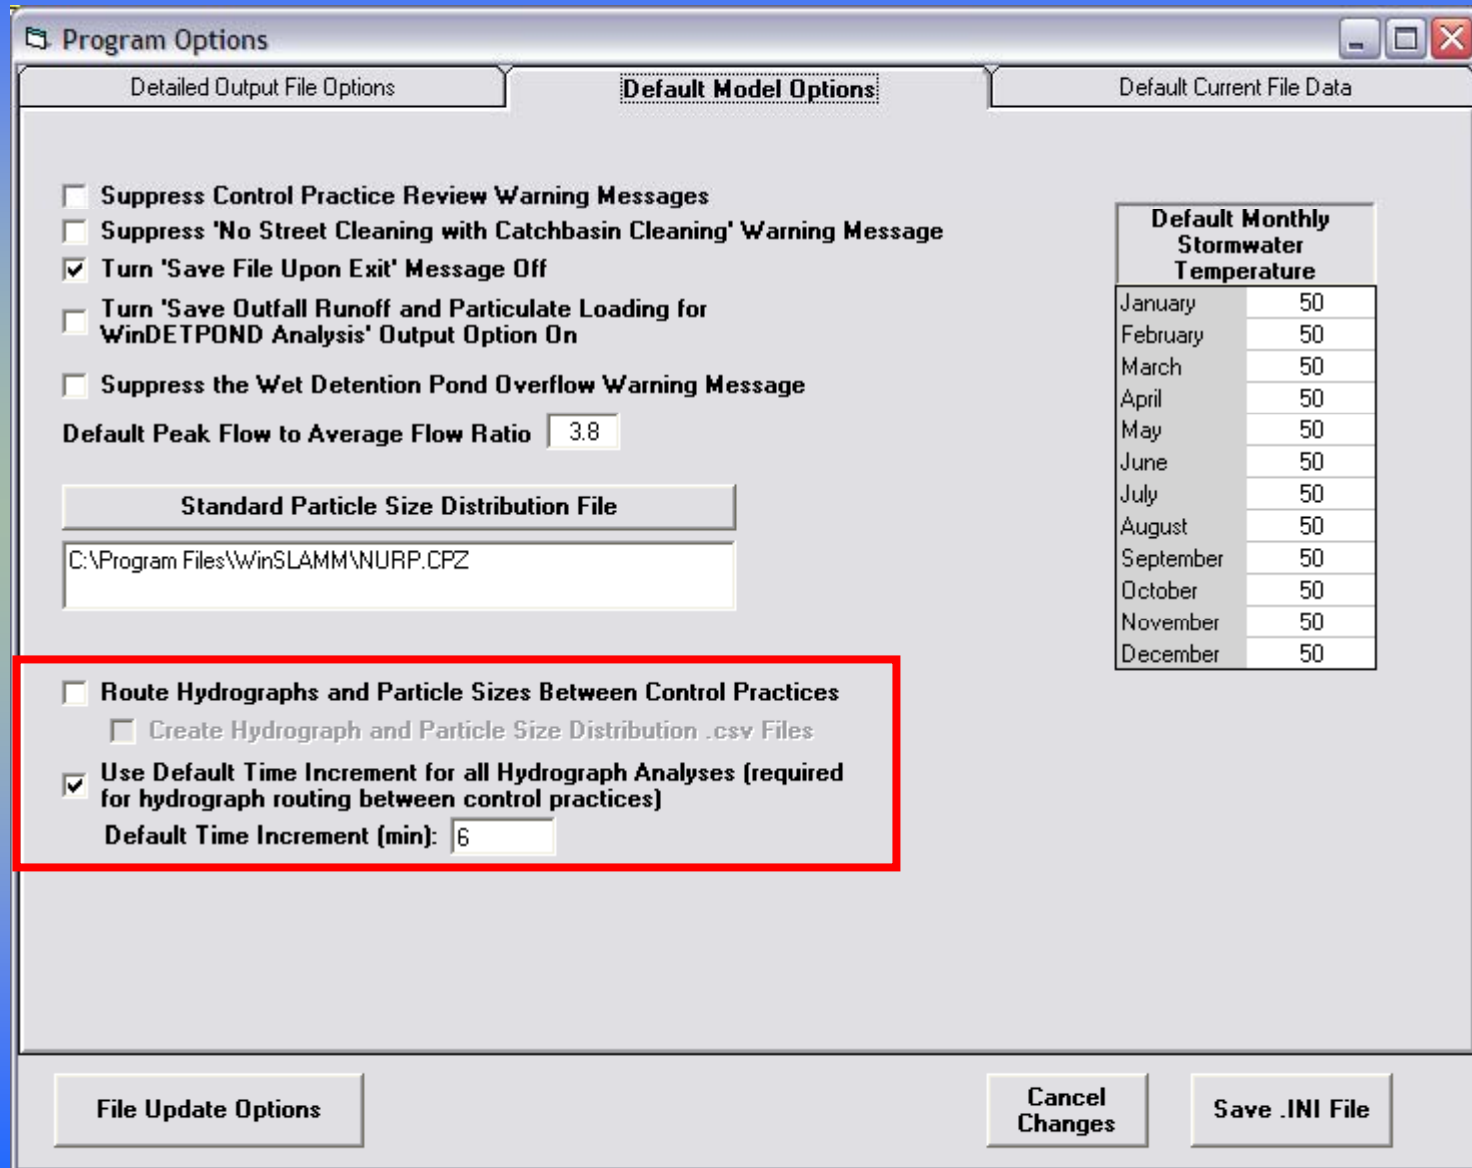 Program Options
Detailed Output File Options
Default Model Options
Default Current File Data
Suppress Control Practice Review Warning Messages
Suppress 'No Street Cleaning with Catchbasin Cleaning' Warning Message
Turn 'Save File Upon Exit' Message Off
Turn 'Save Outfall Runoff and Particulate Loading for
WinDETPOND Analysis' Output Option On
Suppress the Wet Detention Pond Overflow Warning Message
Default Peak Flow to Average Flow Ratio 3.8
Standard Particle Size Distribution File
C:\Program Files\WinSLAMM\NURP.CPZ
Route Hydrographs and Particle Sizes Between Control Practices
Create Hydrograph and Particle Size Distribution .csv Files
Use Default Time Increment for all Hydrograph Analyses (required
for hydrograph routing between control practices)
Default Time Increment (min): 6
Default Monthly
Stormwater
Temperature
January 50
February 50
March 50
April 50
May 50
June 50
July 50
August 50
September 50
October 50
November 50
December 50
File Update Options
Cancel
Changes
Save .INI File